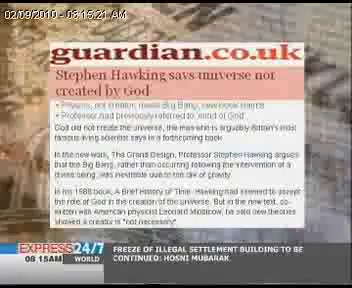 02/09/2010 - 08:15:21 AM
guardian.co.uk
Stephen Hawking says universe not
created by God
• Physics, not creator, made Big Bang, new book claims
• Professor had previously referred to 'mind of God'
God did not create the universe, the man who is arguably Britain's most
famous living scientist says in a forthcoming book.
In the new work, The Grand Design, Professor Stephen Hawking argues
that the Big Bang, rather than occurring following the intervention of a
divine being, was inevitable due to the law of gravity.
In his 1988 book, A Brief History of Time, Hawking had seemed to accept
the role of God in the creation of the universe. But in the new text, co-
written with American physicist Leonard Mlodinow, he said new theories
showed a creator is "not necessary".
EXPRESS 24/7
08:15AM WORLD
FREEZE OF ILLEGAL SETTLEMENT BUILDING TO BE
CONTINUED: HOSNI MUBARAK.